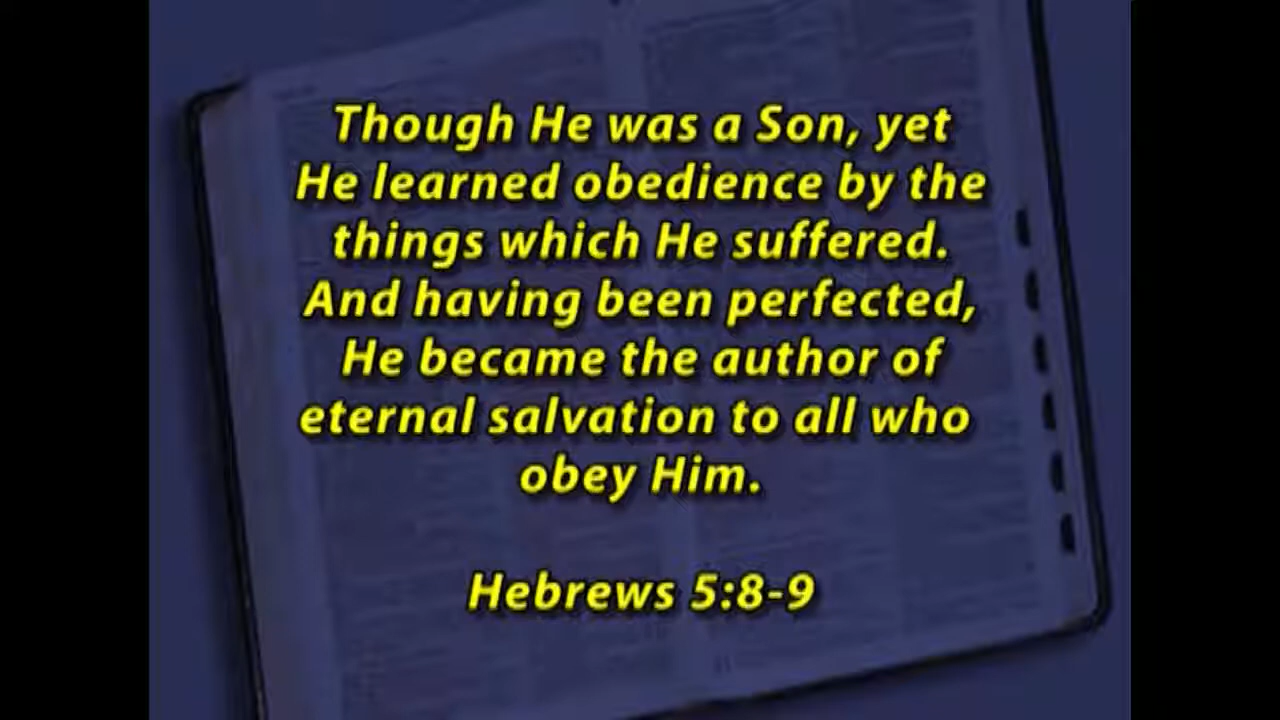 Though He was a Son, yet
He learned obedience by the
things which He suffered.
And having been perfected,
He became the author of
eternal salvation to all who
obey Him.
Hebrews 5:8-9